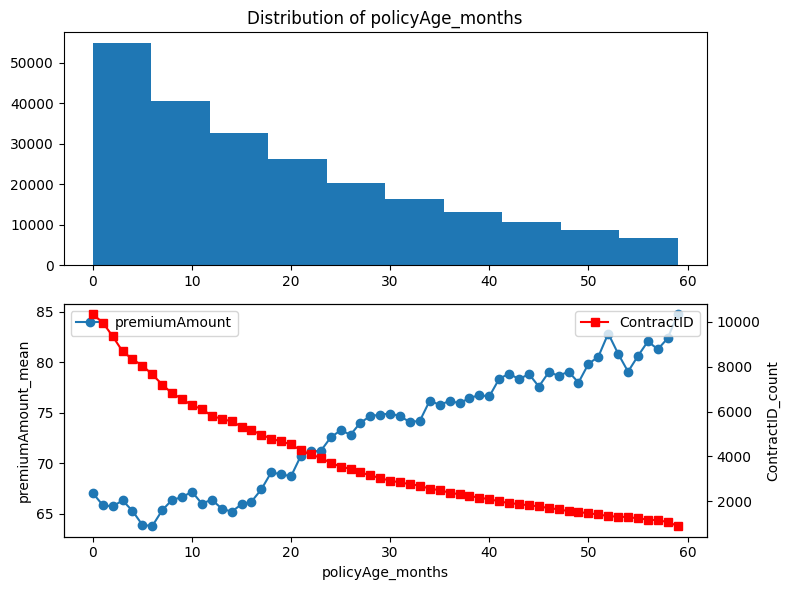 Distribution of policyAge_months
50000
40000
30000
20000
10000
0
0 10 20 30 40 50 60
85
80
75
70
65
premiumAmount_mean
premiumAmount
ContractID
10000
8000
6000
4000
2000
ContractID_count
0 10 20 30 40 50 60
policyAge_months